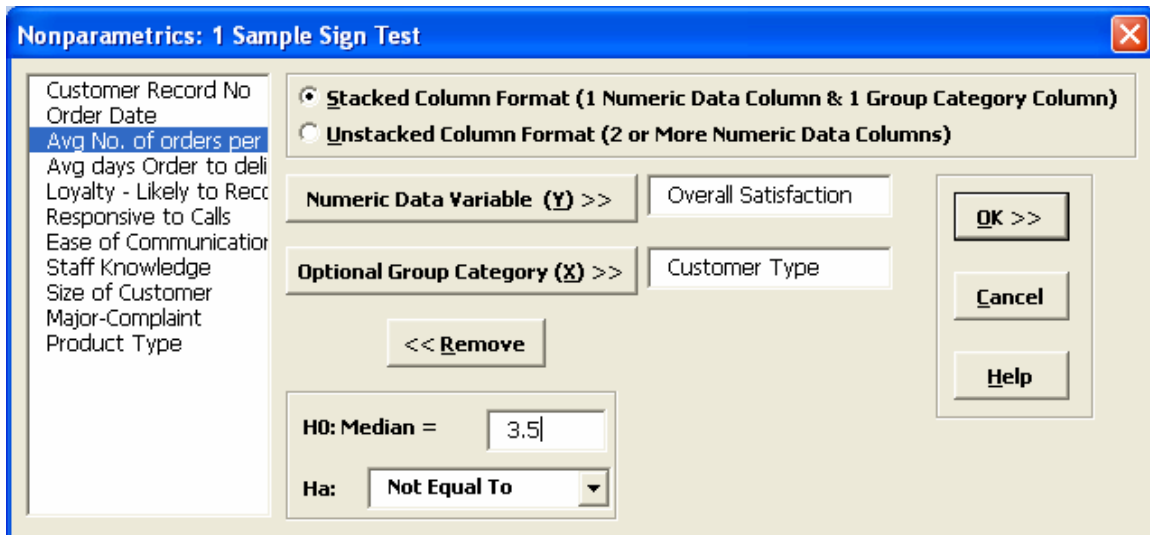 Nonparametrics: 1 Sample Sign Test
Customer Record No
Order Date
Avg No. of orders per
Avg days Order to deli
Loyalty - Likely to Reco
Responsive to Calls
Ease of Communication
Staff Knowledge
Size of Customer
Major-Complaint
Product Type
Stacked Column Format (1 Numeric Data Column & 1 Group Category Column)
Unstacked Column Format (2 or More Numeric Data Columns)
Numeric Data Variable (Y) >>
Overall Satisfaction
Optional Group Category (X) >>
Customer Type
<< Remove
H0: Median =
3.5
Ha:
Not Equal To
OK >>
Cancel
Help